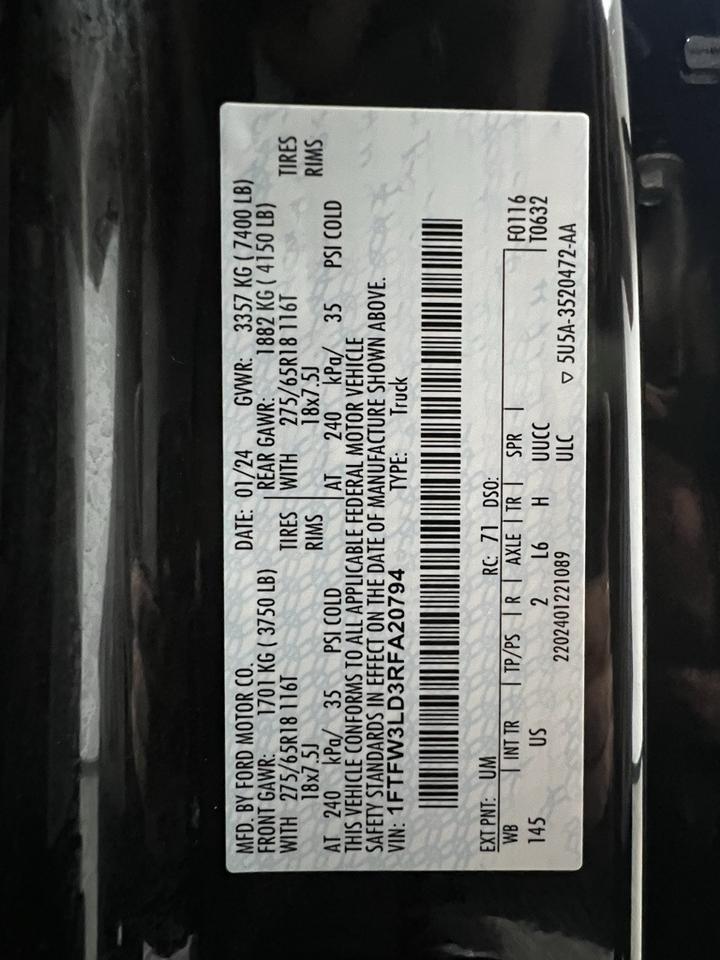 MFD. BY FORD MOTOR CO. DATE: 01/24 GVWR: 3357 KG ( 7400 LB)
FRONT GAWR: 1701 KG ( 3750 LB) REAR GAWR: 1882 KG ( 4150 LB)
WITH 275/65R18 116T TIRES WITH 275/65R18 116T TIRES
18x7.5J RIMS 18x7.5J RIMS
AT 240 kPa/ 35 PSI COLD AT 240 kPa/ 35 PSI COLD
THIS VEHICLE CONFORMS TO ALL APPLICABLE FEDERAL MOTOR VEHICLE
SAFETY STANDARDS IN EFFECT ON THE DATE OF MANUFACTURE SHOWN ABOVE.
VIN: 1FTFW3LD3RFA20794 TYPE: Truck
EXT PNT: UM RC: 71 DSO:
WB INT TR TP/PS R AXLE TR SPR F0116
145 US 2 L6 H UUCC T0632
2202401221089 ULC ▽ 5U5A-3520472-AA